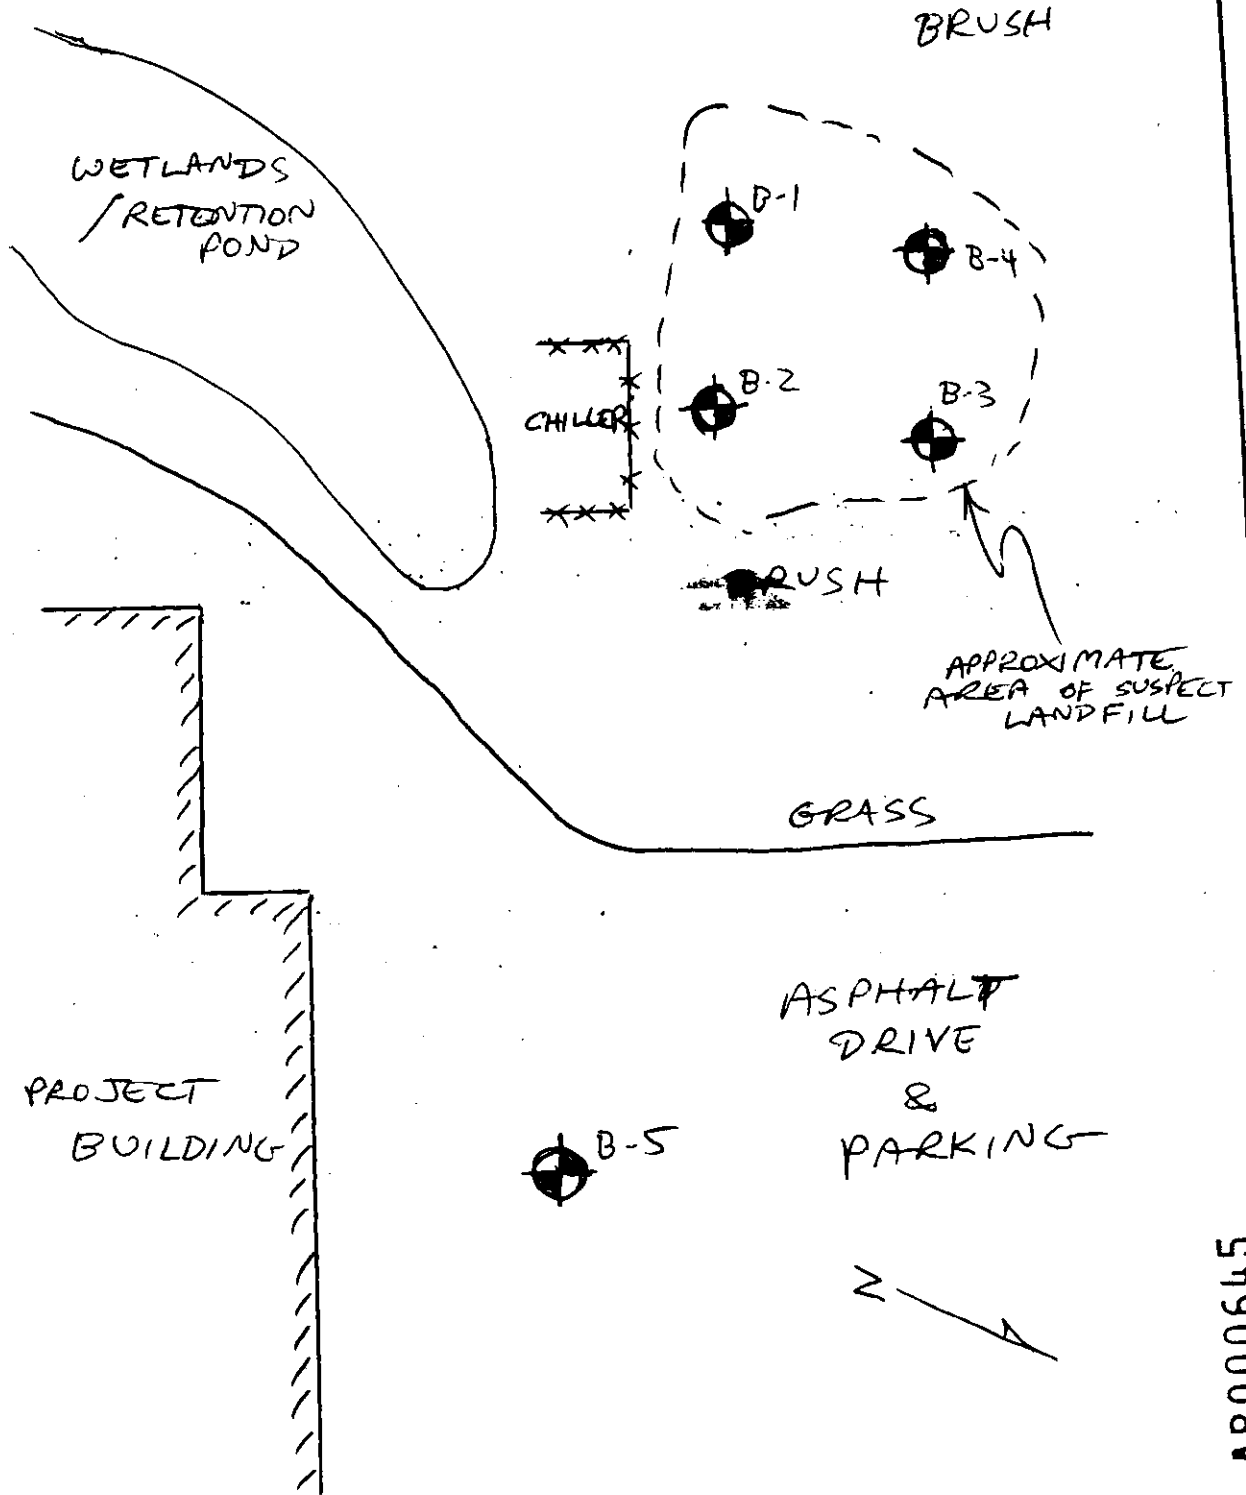 BRUSH
WETLANDS
/RETENTION
POND
B-1
B-4
B-2
B-3
CHILLER
RUSH
APPROXIMATE
AREA OF SUSPECT
LANDFILL
GRASS
ASPHALT
DRIVE
&
PARKING
PROJECT
BUILDING
B-5
N